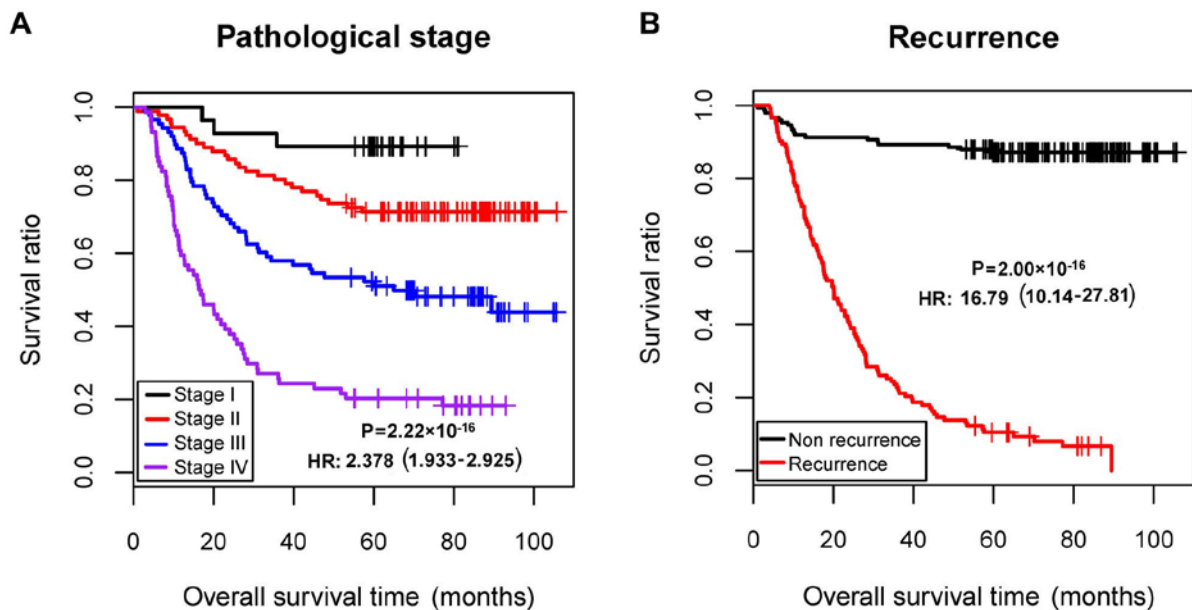 A
Pathological stage
Survival ratio
1.0
0.8
0.6
0.4
0.2
0.0
Stage I
Stage II
Stage III
Stage IV
P=2.22×10⁻¹⁶
HR: 2.378 (1.933-2.925)
0 20 40 60 80 100
Overall survival time (months)
B
Recurrence
Survival ratio
1.0
0.8
0.6
0.4
0.2
0.0
P=2.00×10⁻¹⁶
HR: 16.79 (10.14-27.81)
Non recurrence
Recurrence
0 20 40 60 80 100
Overall survival time (months)